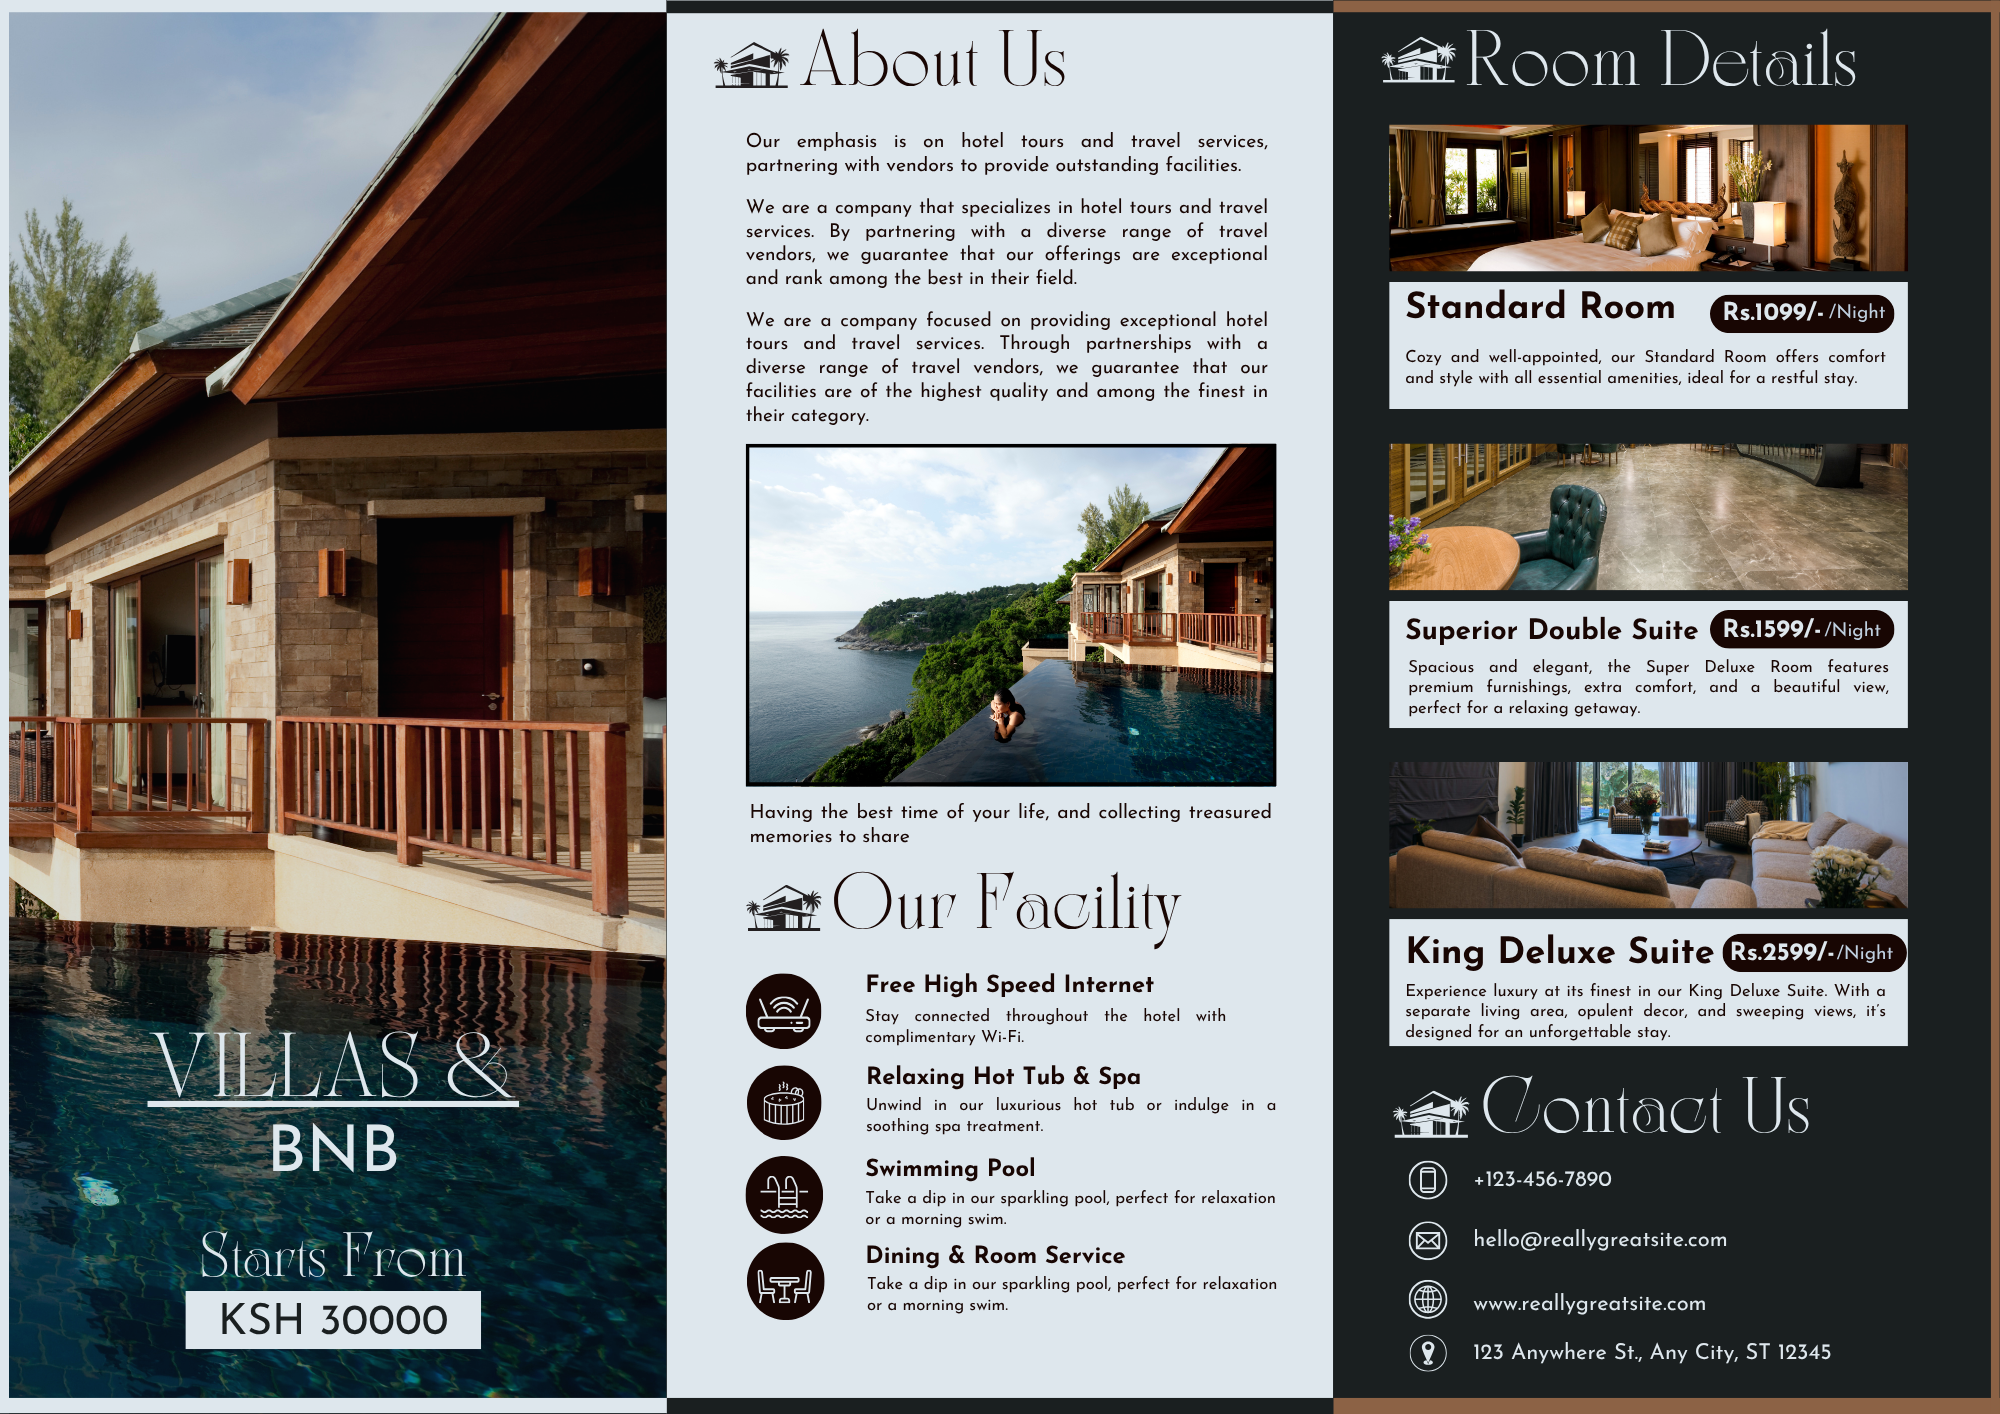 VILLAS &
BNB
Starts From
KSH 30000
About Us
Our emphasis is on hotel tours and travel services,
partnering with vendors to provide outstanding facilities.
We are a company that specializes in hotel tours and travel
services. By partnering with a diverse range of travel
vendors, we guarantee that our offerings are exceptional
and rank among the best in their field.
We are a company focused on providing exceptional hotel
tours and travel services. Through partnerships with a
diverse range of travel vendors, we guarantee that our
facilities are of the highest quality and among the finest in
their category.
Having the best time of your life, and collecting treasured
memories to share
Our Facility
Free High Speed Internet
Stay connected throughout the hotel with
complimentary Wi-Fi.
Relaxing Hot Tub & Spa
Unwind in our luxurious hot tub or indulge in a
soothing spa treatment.
Swimming Pool
Take a dip in our sparkling pool, perfect for relaxation
or a morning swim.
Dining & Room Service
Take a dip in our sparkling pool, perfect for relaxation
or a morning swim.
Room Details
Standard Room Rs.1099/- /Night
Cozy and well-appointed, our Standard Room offers comfort
and style with all essential amenities, ideal for a restful stay.
Superior Double Suite Rs.1599/- /Night
Spacious and elegant, the Super Deluxe Room features
premium furnishings, extra comfort, and a beautiful view,
perfect for a relaxing getaway.
King Deluxe Suite Rs.2599/- /Night
Experience luxury at its finest in our King Deluxe Suite. With a
separate living area, opulent decor, and sweeping views, it's
designed for an unforgettable stay.
Contact Us
+123-456-7890
hello@reallygreatsite.com
www.reallygreatsite.com
123 Anywhere St., Any City, ST 12345